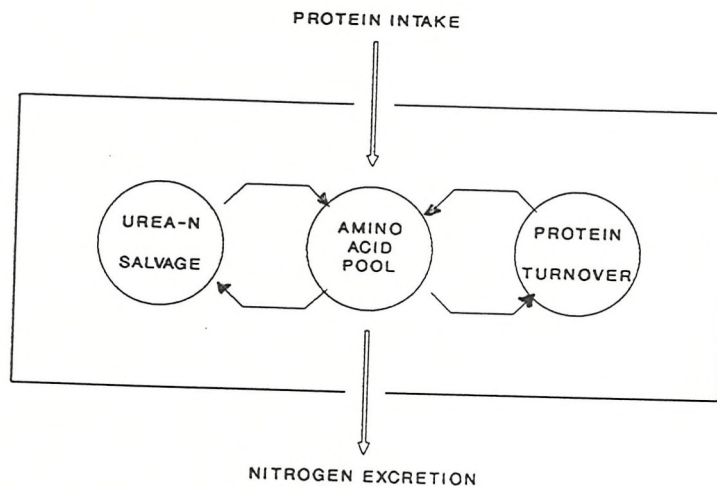 PROTEIN INTAKE
UREA-N
SALVAGE
AMINO
ACID
POOL
PROTEIN
TURNOVER
NITROGEN EXCRETION